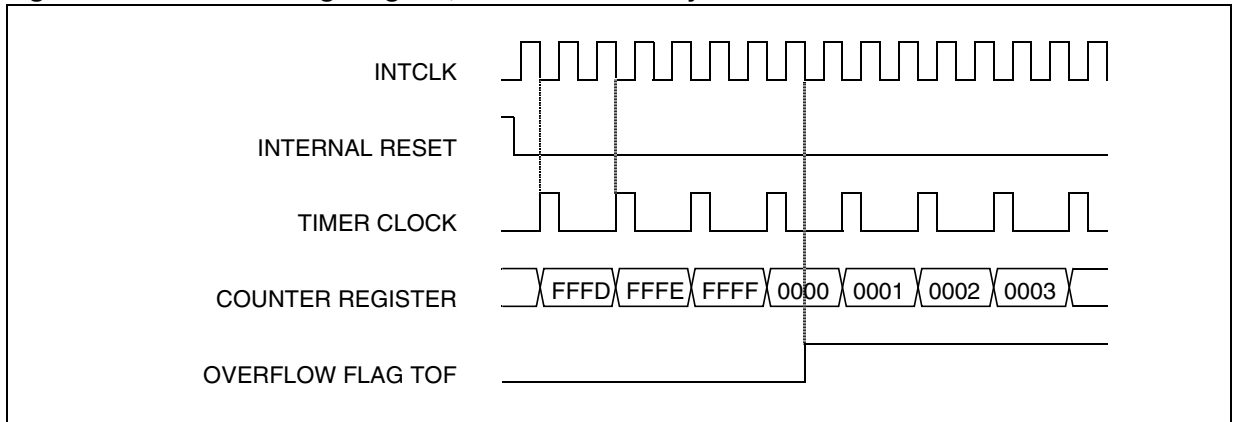 INTCLK
INTERNAL RESET
TIMER CLOCK
COUNTER REGISTER
FFFD FFFE FFFF 0000 0001 0002 0003
OVERFLOW FLAG TOF